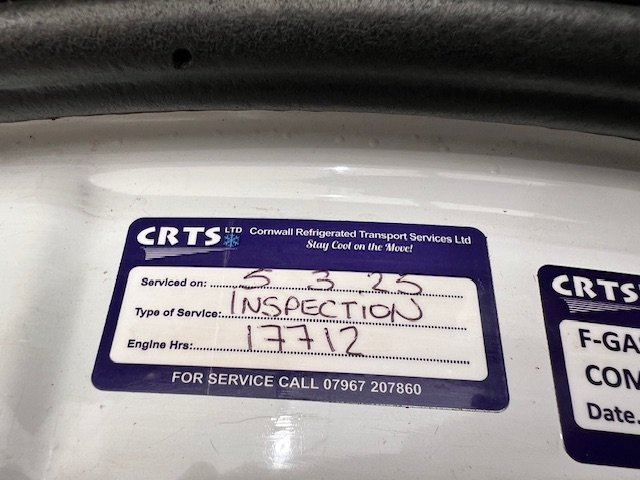 CRTS LTD Cornwall Refrigerated Transport Services Ltd
Stay Cool on the Move!
Serviced on: 5 3 25
Type of Service: INSPECTION
Engine Hrs: 17712
FOR SERVICE CALL 07967 207860
CRTS
F-GA
COM
Date.